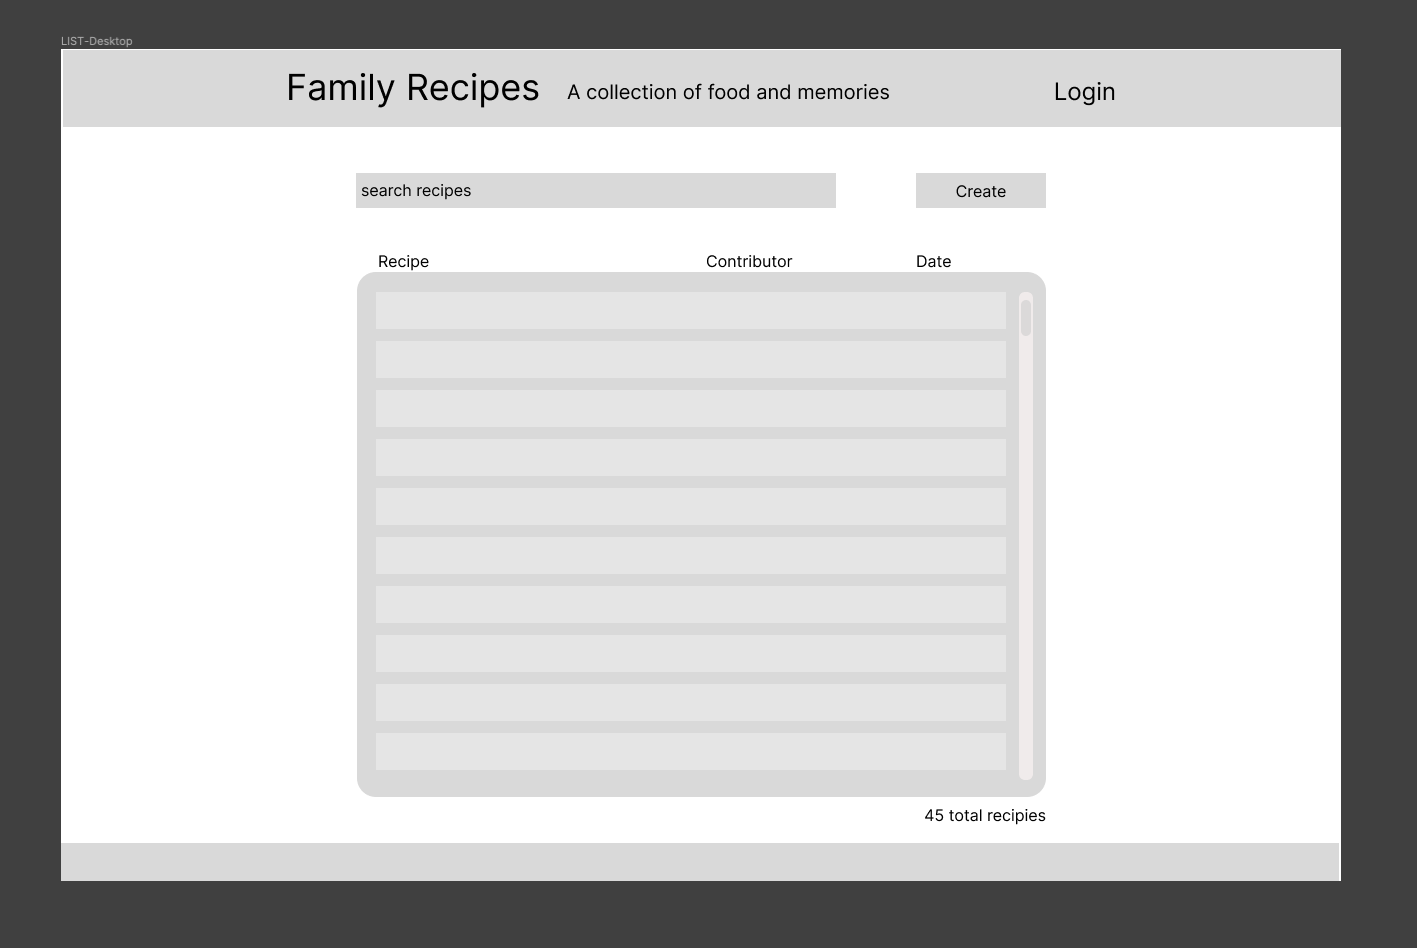 LIST-Desktop
Family Recipes A collection of food and memories Login
search recipes Create
Recipe Contributor Date
45 total recipies